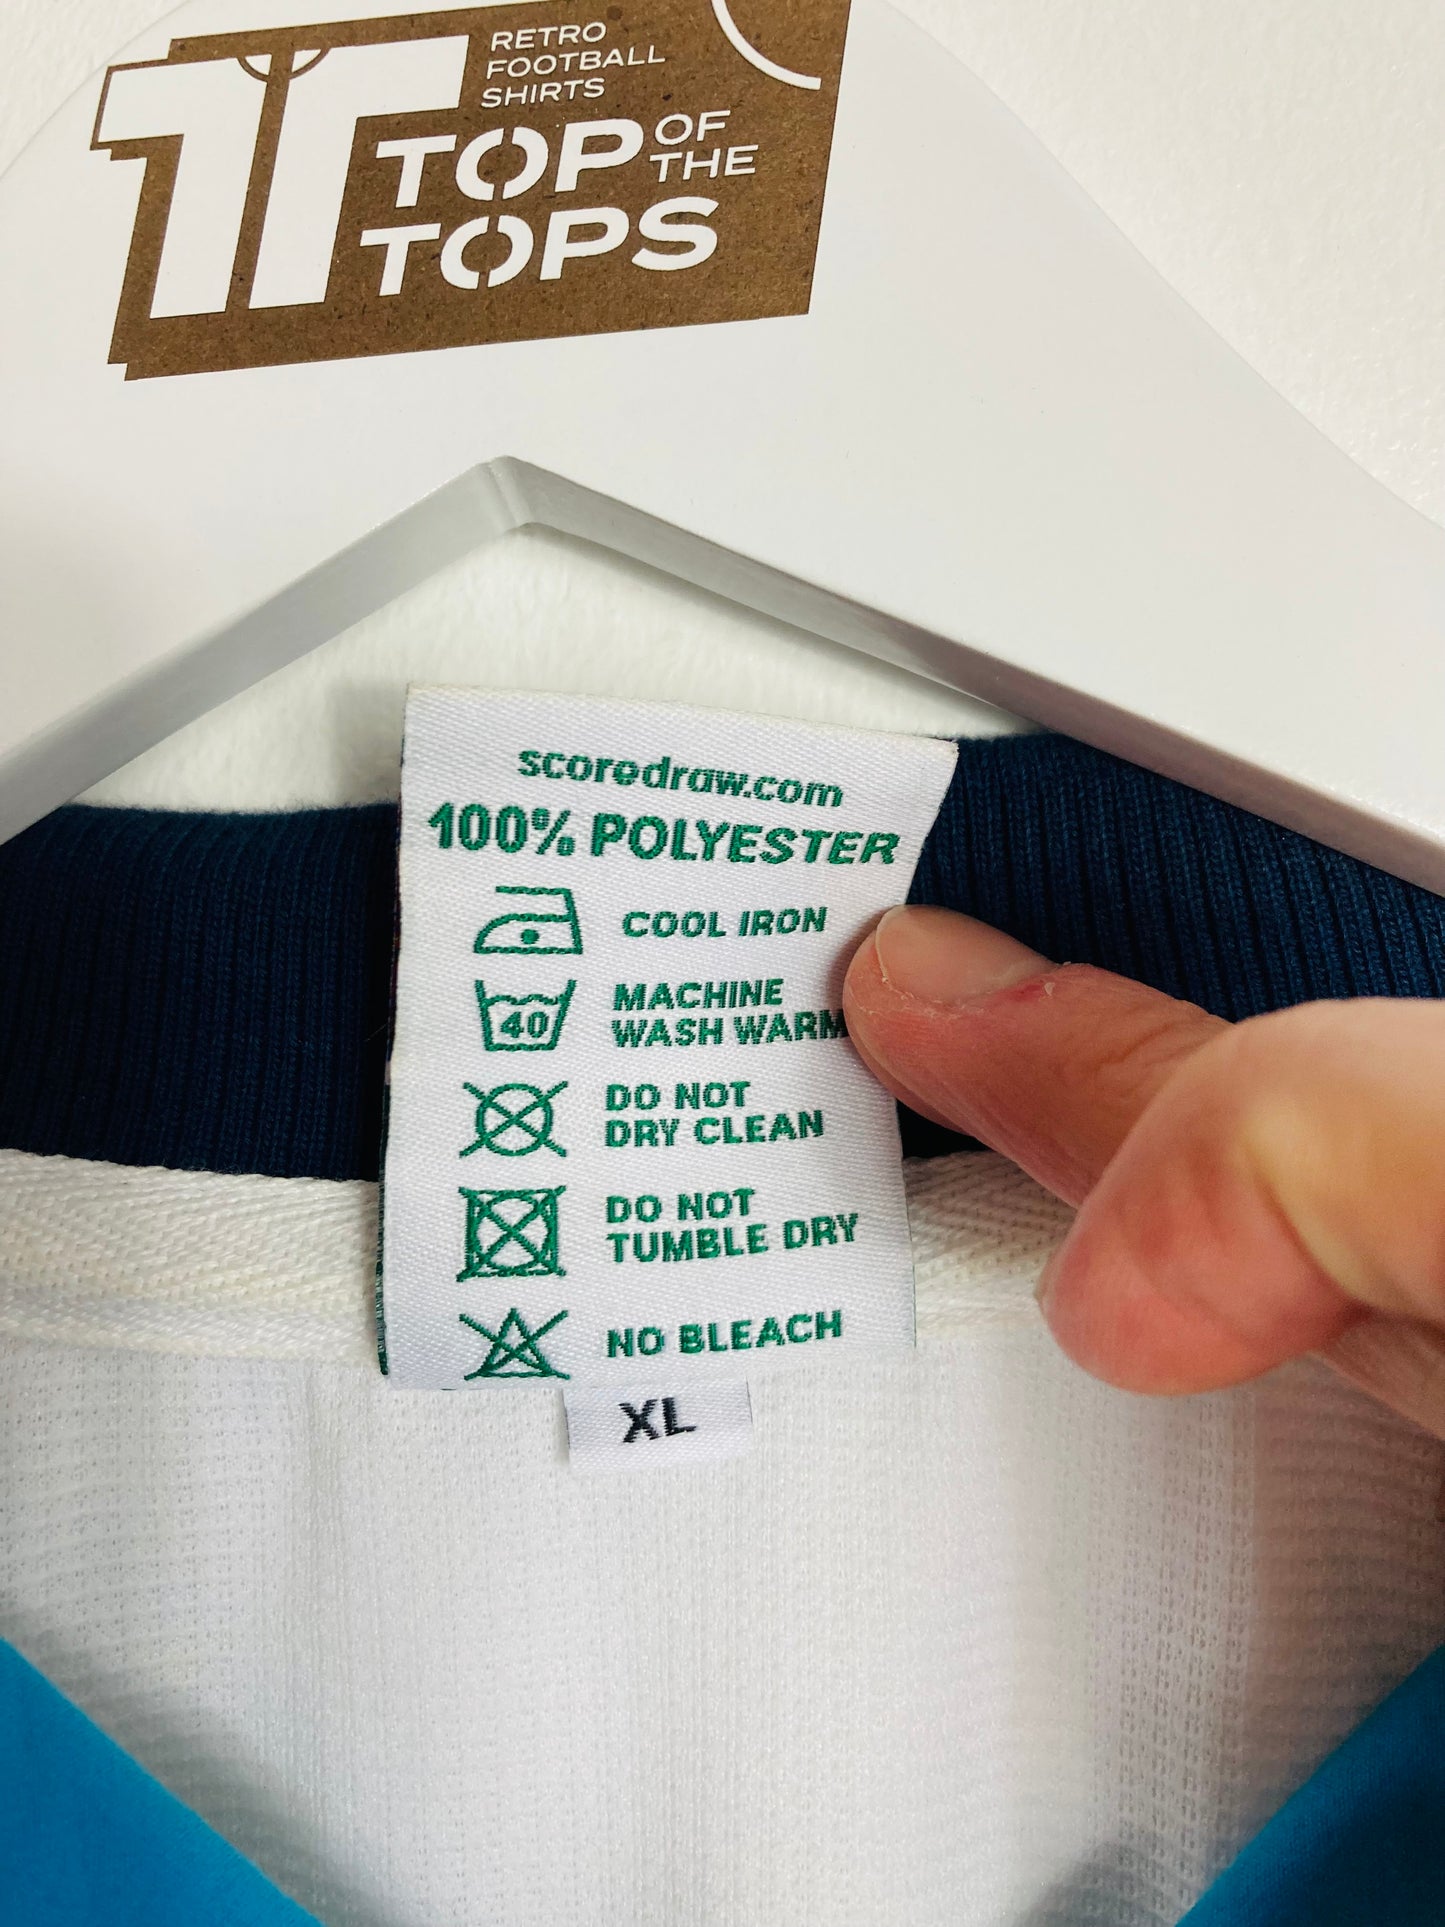 RETRO
FOOTBALL
SHIRTS
TOP OF THE
TOPS
scoredraw.com
100% POLYESTER
COOL IRON
40
MACHINE
WASH WARM
DO NOT
DRY CLEAN
DO NOT
TUMBLE DRY
NO BLEACH
XL